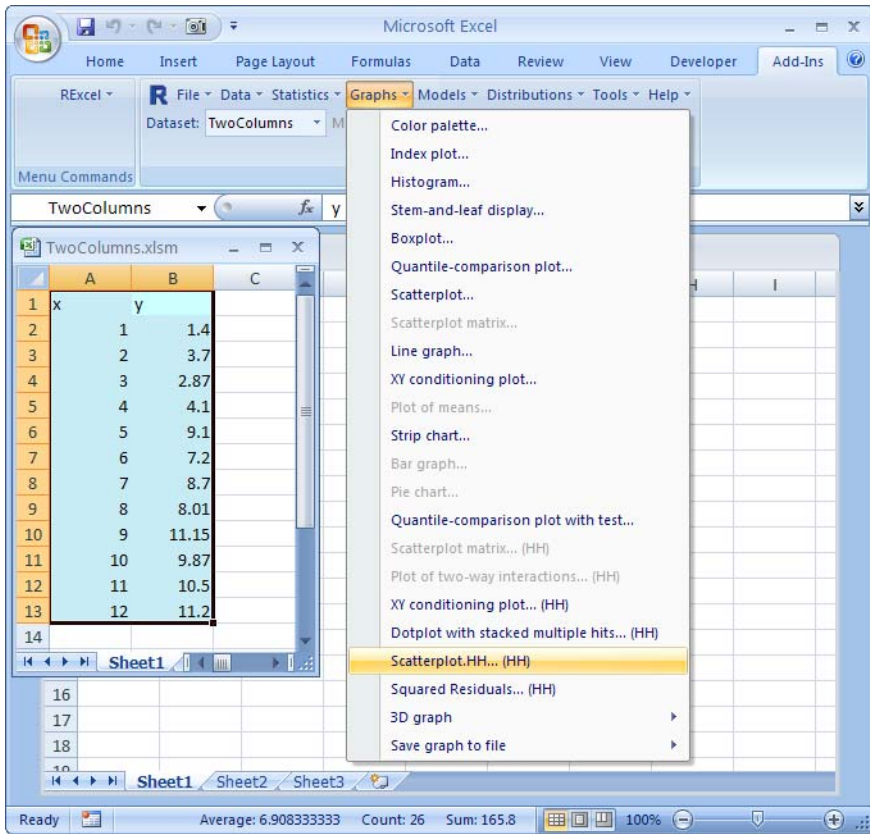 Microsoft Excel
Home Insert Page Layout Formulas Data Review View Developer Add-Ins
RExcel R File Data Statistics Graphs Models Distributions Tools Help
Dataset: TwoColumns M
Menu Commands
TwoColumns fx y
Color palette...
Index plot...
Histogram...
Stem-and-leaf display...
Boxplot...
Quantile-comparison plot...
Scatterplot...
Scatterplot matrix...
Line graph...
XY conditioning plot...
Plot of means...
Strip chart...
Bar graph...
Pie chart...
Quantile-comparison plot with test...
Scatterplot matrix... (HH)
Plot of two-way interactions... (HH)
XY conditioning plot... (HH)
Dotplot with stacked multiple hits... (HH)
Scatterplot.HH... (HH)
Squared Residuals... (HH)
3D graph
Save graph to file
TwoColumns.xlsm
A B C
1 x y
2 1 1.4
3 2 3.7
4 3 2.87
5 4 4.1
6 5 9.1
7 6 7.2
8 7 8.7
9 8 8.01
10 9 11.15
11 10 9.87
12 11 10.5
13 12 11.2
14
Sheet1
I
16
17
18
Sheet1 Sheet2 Sheet3
Ready Average: 6.908333333 Count: 26 Sum: 165.8 100%